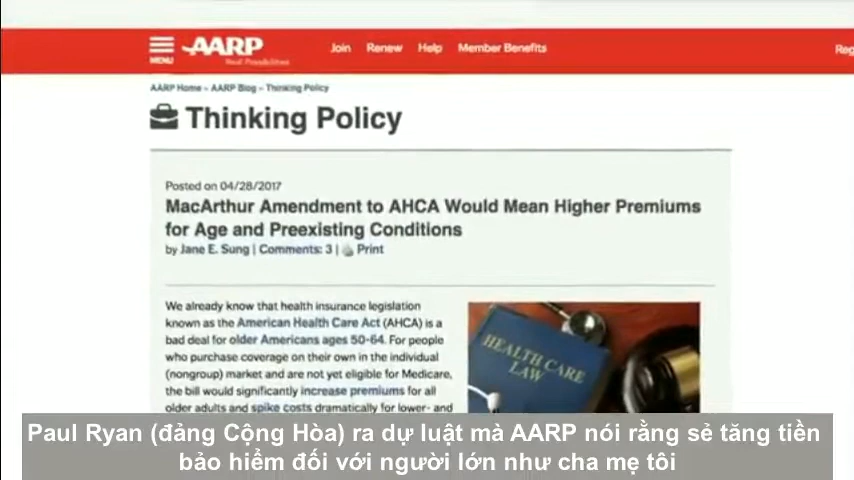 AARP
Join Renew Help Member Benefits
Reg
MENU
Real Possibilities
AARP Home » AARP Blog » Thinking Policy
Thinking Policy
Posted on 04/28/2017
MacArthur Amendment to AHCA Would Mean Higher Premiums
for Age and Preexisting Conditions
by Jane E. Sung | Comments: 3 | Print
We already know that health insurance legislation
known as the American Health Care Act (AHCA) is a
bad deal for older Americans ages 50-64. For people
who purchase coverage on their own in the individual
(nongroup) market and are not yet eligible for Medicare,
the bill would significantly increase premiums for all
older adults and spike costs dramatically for lower- and
HEALTH CARE
LAW
Paul Ryan (đảng Cộng Hòa) ra dự luật mà AARP nói rằng sẻ tăng tiền
bảo hiểm đối với người lớn như cha mẹ tôi